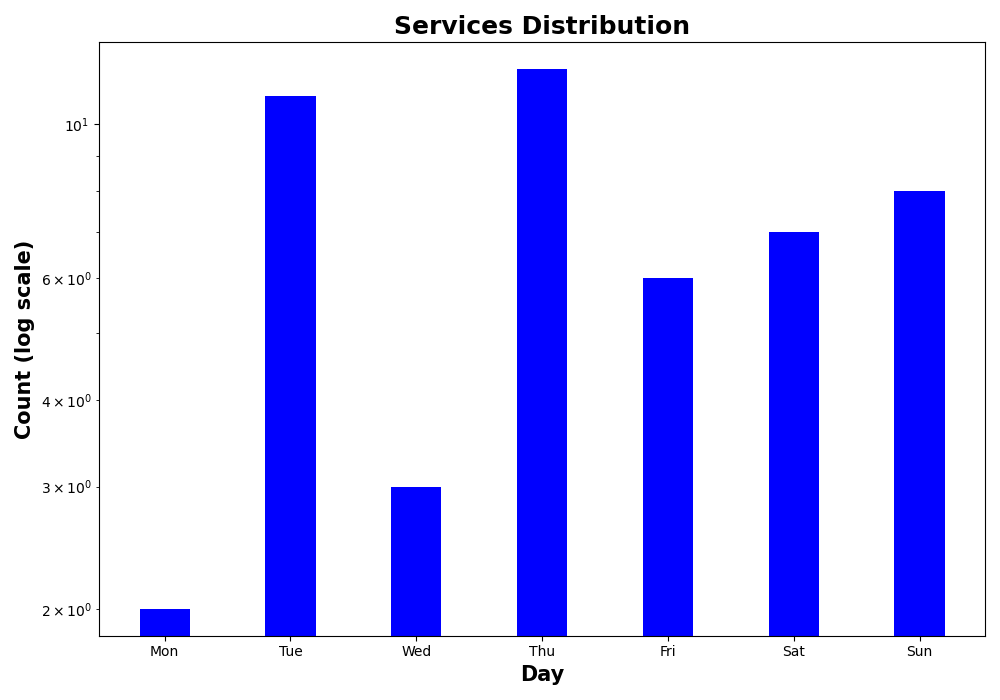 Services Distribution
Count (log scale)
10¹
6 × 10⁰
4 × 10⁰
3 × 10⁰
2 × 10⁰
Mon Tue Wed Thu Fri Sat Sun
Day